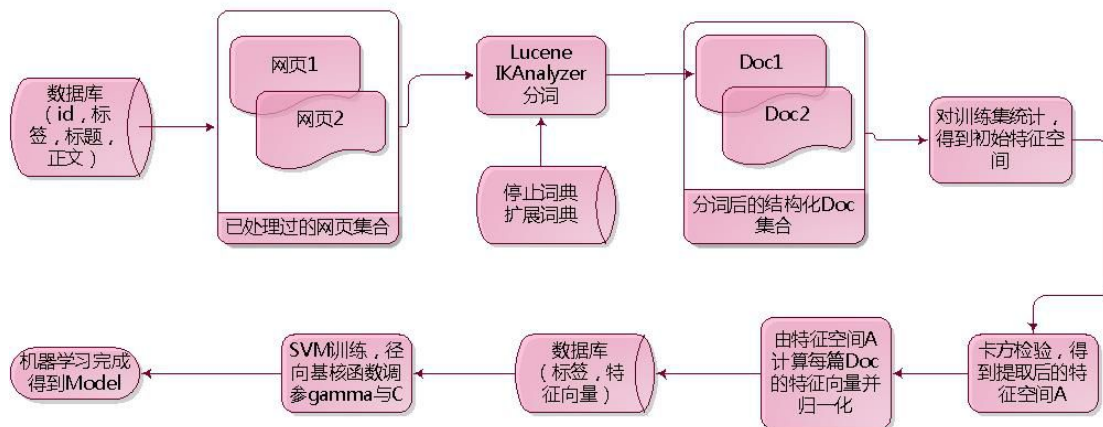 数据库
（id，标
签，标题，
正文）
网页1
网页2
已处理过的网页集合
Lucene
IKAnalyzer
分词
停止词典
扩展词典
Doc1
Doc2
分词后的结构化Doc
集合
对训练集统计，
得到初始特征空
间
卡方检验，得
到提取后的特
征空间A
由特征空间A
计算每篇Doc
的特征向量并
归一化
数据库
（标签，特
征向量）
SVM训练，径
向基核函数调
参gamma与C
机器学习完成
得到Model